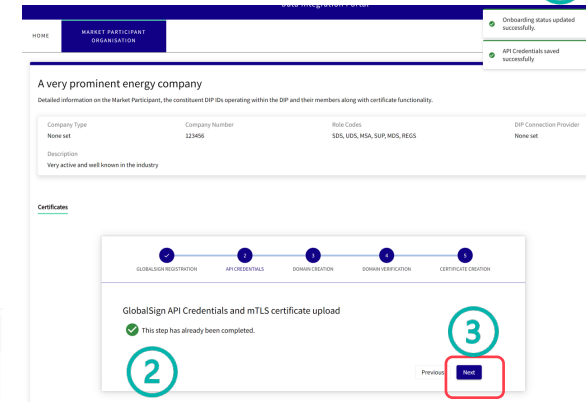 Data Integration Portal
Onboarding status updated
successfully.
API Credentials saved
successfully
HOME
MARKET PARTICIPANT
ORGANISATION
A very prominent energy company
Detailed information on the Market Participant, the constituent DIP IDs operating within the DIP and their members along with certificate functionality.
Company Type
Company Number
Role Codes
DIP Connection Provider
None set
123456
SDS, UDS, MSA, SUP, MDS, REGS
None set
Description
Very active and well known in the industry
Certificates
2
3
4
5
GLOBALSIGN REGISTRATION
API CREDENTIALS
DOMAIN CREATION
DOMAIN VERIFICATION
CERTIFICATE CREATION
GlobalSign API Credentials and mTLS certificate upload
This step has already been completed.
2
3
Previous
Next